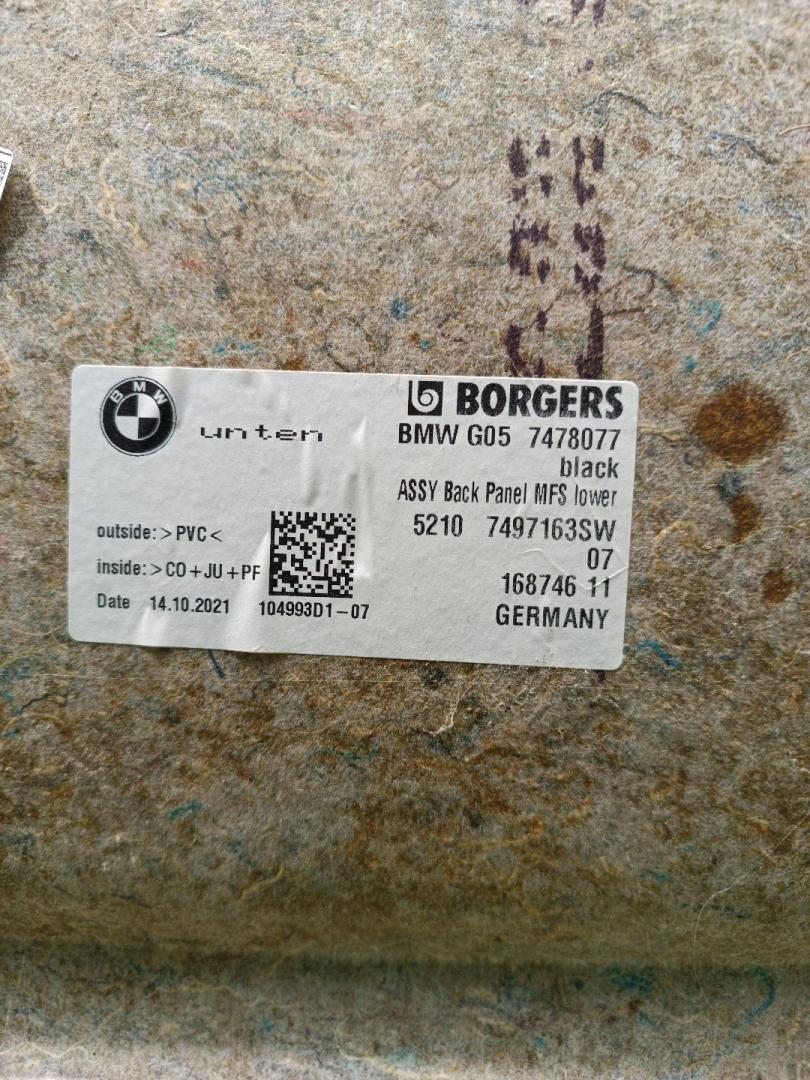 BMW
unten
BORGERS
BMW G05 7478077
black
ASSY Back Panel MFS lower
5210 7497163SW
07
168746 11
GERMANY
outside: >PVC<
inside: >CO+JU+PF
Date 14.10.2021
104993D1-07